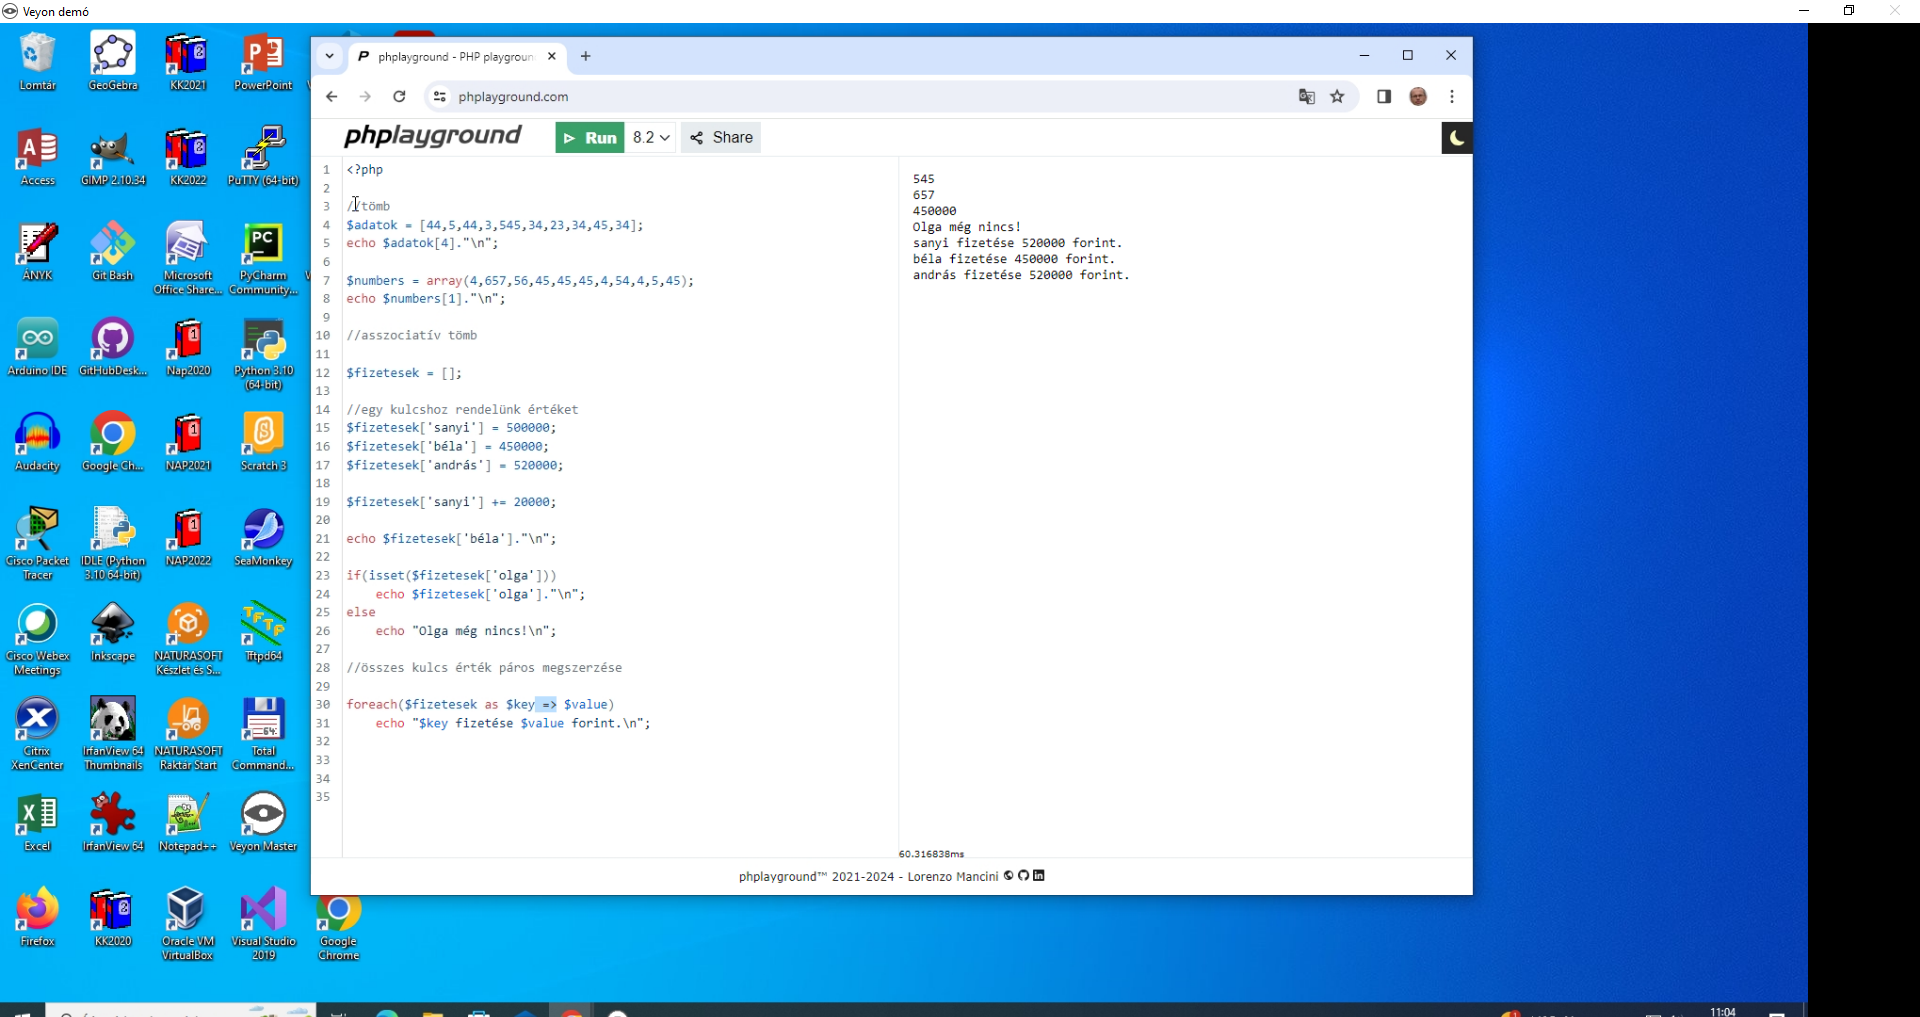 Veyon demó
Lomtár
GeoGebra
KK2021
PowerPoint
Access
GIMP 2.10.34
KK2022
PuTTY (64-bit)
ÁNYK
Git Bash
Microsoft Office Share...
PyCharm Community...
Arduino IDE
GitHubDesk...
Nap2020
Python 3.10 (64-bit)
Audacity
Google Ch...
NAP2021
Scratch 3
Cisco Packet Tracer
IDLE (Python 3.10 64-bit)
NAP2022
SeaMonkey
Cisco Webex Meetings
Inkscape
NATURASOFT Készlet és S...
Tftpd64
Citrix XenCenter
IrfanView 64 Thumbnails
NATURASOFT Raktár Start
Total Command...
Excel
IrfanView 64
Notepad++
Veyon Master
Firefox
KK2020
Oracle VM VirtualBox
Visual Studio 2019
Google Chrome
phplayground - PHP playgroun
phplayground.com
phplayground
Run
8.2
Share
1 <?php
2
3 //tömb
4 $adatok = [44,5,44,3,545,34,23,34,45,34];
5 echo $adatok[4]."\n";
6
7 $numbers = array(4,657,56,45,45,45,4,54,4,5,45);
8 echo $numbers[1]."\n";
9
10 //asszociatív tömb
11
12 $fizetesek = [];
13
14 //egy kulcshoz rendelünk értéket
15 $fizetesek['sanyi'] = 500000;
16 $fizetesek['béla'] = 450000;
17 $fizetesek['andrás'] = 520000;
18
19 $fizetesek['sanyi'] += 20000;
20
21 echo $fizetesek['béla']."\n";
22
23 if(isset($fizetesek['olga']))
24 echo $fizetesek['olga']."\n";
25 else
26 echo "Olga még nincs!\n";
27
28 //összes kulcs érték páros megszerzése
29
30 foreach($fizetesek as $key => $value)
31 echo "$key fizetése $value forint.\n";
32
33
34
35
545
657
450000
Olga még nincs!
sanyi fizetése 520000 forint.
béla fizetése 450000 forint.
andrás fizetése 520000 forint.
60.316838ms
phplayground™ 2021-2024 - Lorenzo Mancini
11:04